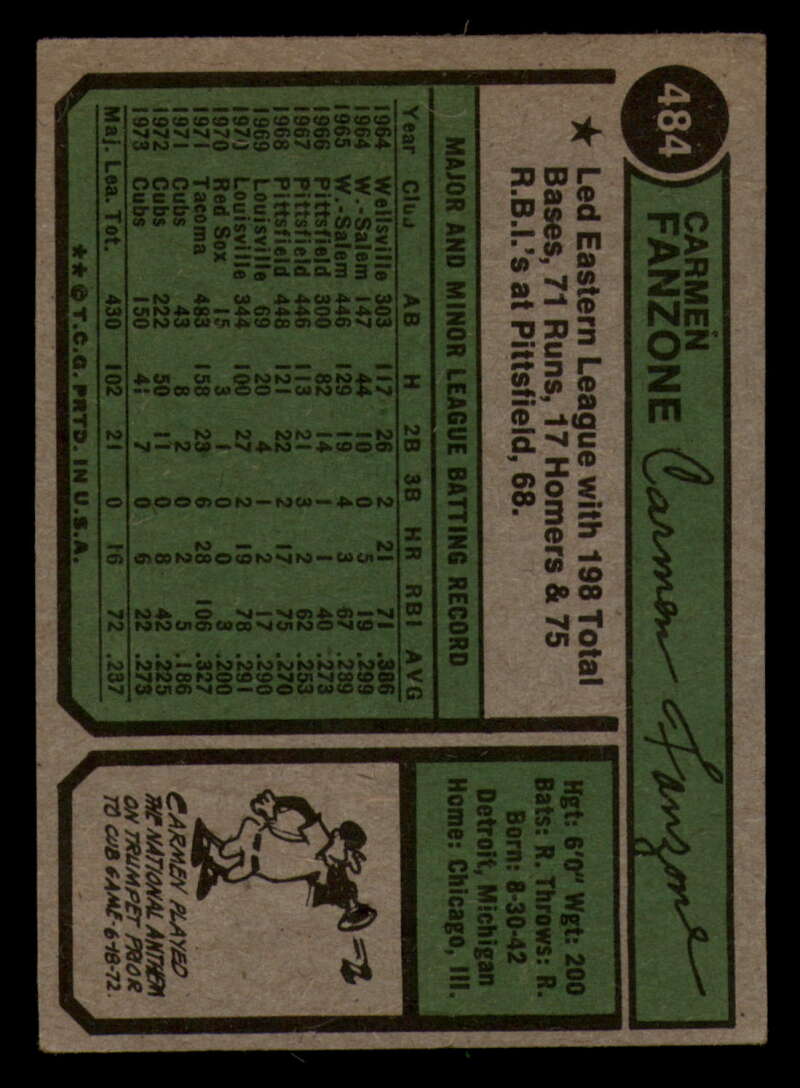 484
CARMEN
FANZONE
Carmen Fanzone
★ Led Eastern League with 198 Total
Bases, 71 Runs, 17 Homers & 75
R.B.I.'s at Pittsfield, 68.
MAJOR AND MINOR LEAGUE BATTING RECORD
Year Club AB H 2B 3B HR RBI AVG
1964 Wellsville 303 117 26 2 21 71 .386
1964 W.-Salem 147 44 10 0 5 19 .299
1965 W.-Salem 446 129 19 4 3 67 .289
1966 Pittsfield 300 82 14 1 1 40 .273
1967 Pittsfield 446 113 21 3 2 62 .253
1968 Pittsfield 448 121 22 2 17 75 .270
1969 Louisville 69 20 4 1 2 17 .290
1970 Louisville 344 100 27 2 19 78 .291
1970 Red Sox 15 3 1 0 0 3 .200
1971 Tacoma 483 158 23 6 28 106 .327
1971 Cubs 43 8 2 0 2 5 .186
1972 Cubs 222 50 11 0 8 42 .225
1973 Cubs 150 41 7 0 6 22 .273
Maj. Lea. Tot. 430 102 21 0 16 72 .237
★★ © T.C.G. PRTD. IN U.S.A.
Hgt: 6'0" Wgt: 200
Bats: R. Throws: R.
Born: 8-30-42
Detroit, Michigan
Home: Chicago, Ill.
CARMEN PLAYED
THE NATIONAL ANTHEM
ON TRUMPET PRIOR
TO CUB GAME-6-18-72.